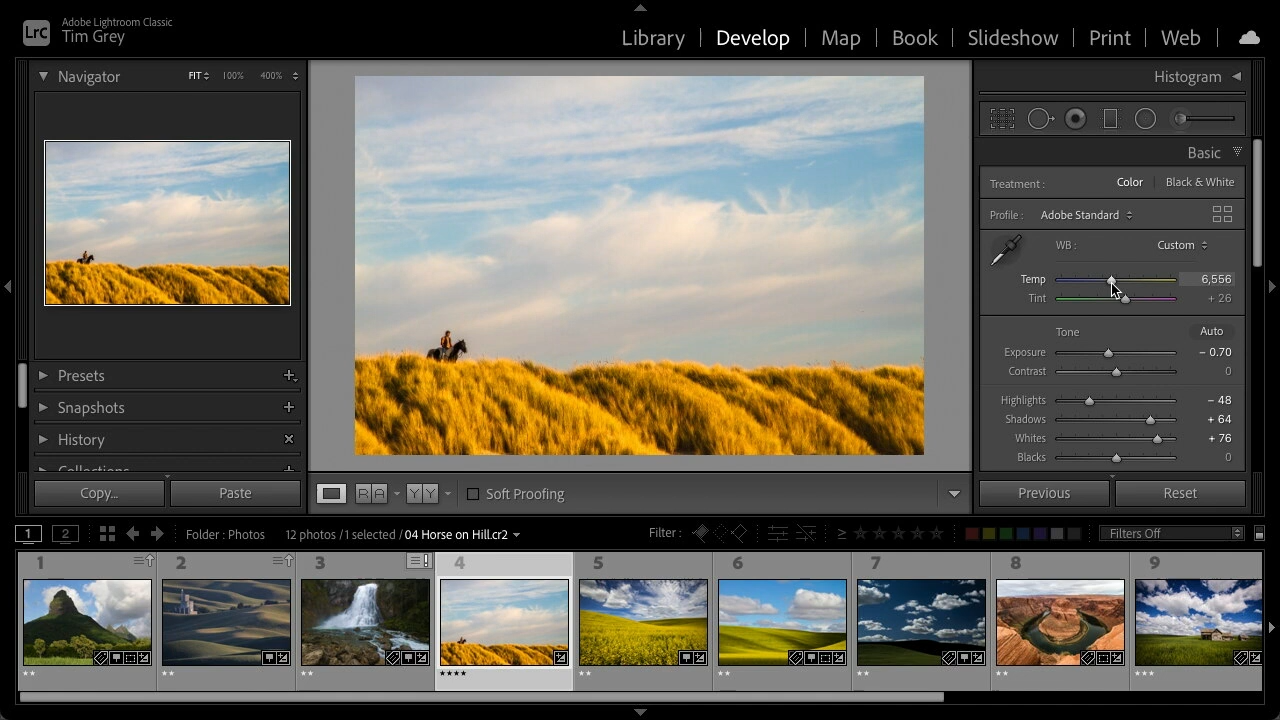 LrC
Adobe Lightroom Classic
Tim Grey
Library | Develop | Map | Book | Slideshow | Print | Web
Navigator FIT 100% 400%
Presets
Snapshots
History
Collections
Copy... Paste
Histogram
Basic
Treatment : Color Black & White
Profile : Adobe Standard
WB : Custom
Temp 6,556
Tint + 26
Tone Auto
Exposure – 0.70
Contrast 0
Highlights – 48
Shadows + 64
Whites + 76
Blacks 0
R A Y Y Soft Proofing
Previous Reset
1 2 Folder : Photos 12 photos / 1 selected / 04 Horse on Hill.cr2 Filter : ≥ ★★★★★ Filters Off
1 2 3 4 5 6 7 8 9
★★ ★★ ★★ ★★★★ ★★ ★★ ★★ ★★ ★★★